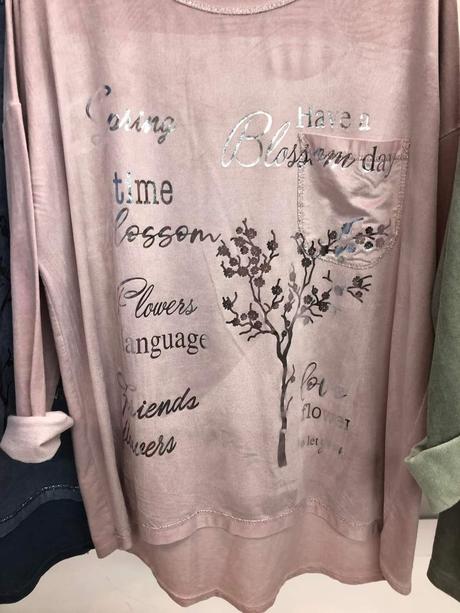 Spring
time
blossom
Flowers
language
Friends
flowers
Have a
Blossom day
love
flower